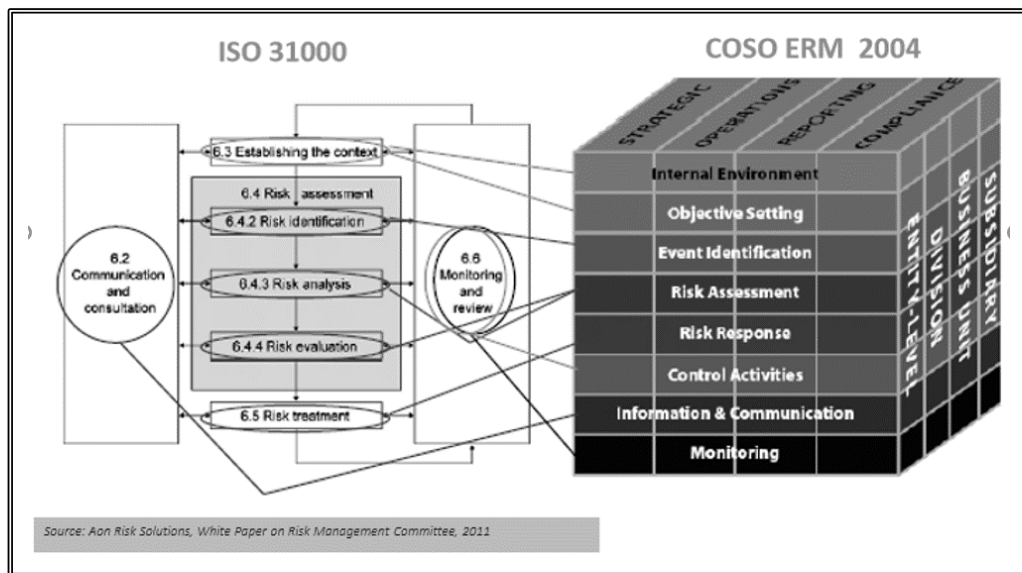 ISO 31000
COSO ERM 2004
6.3 Establishing the context
6.4 Risk assessment
6.4.2 Risk identification
6.4.3 Risk analysis
6.4.4 Risk evaluation
6.5 Risk treatment
6.2
Communication
and
consultation
6.6
Monitoring
and
review
STRATEGIC
OPERATIONS
REPORTING
COMPLIANCE
Internal Environment
Objective Setting
Event Identification
Risk Assessment
Risk Response
Control Activities
Information & Communication
Monitoring
ENTITY-LEVEL
DIVISION
BUSINESS UNIT
SUBSIDIARY
Source: Aon Risk Solutions, White Paper on Risk Management Committee, 2011